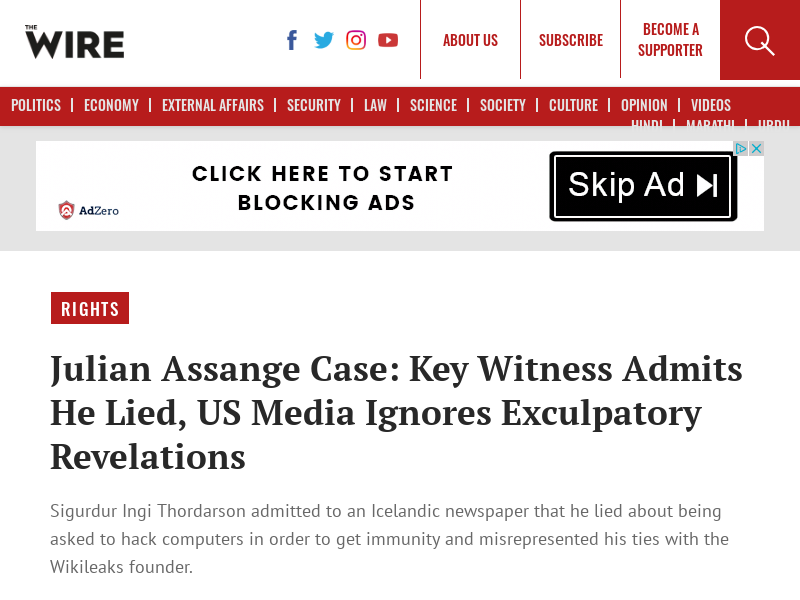 THE
WIRE
ABOUT US
SUBSCRIBE
BECOME A
SUPPORTER
POLITICS | ECONOMY | EXTERNAL AFFAIRS | SECURITY | LAW | SCIENCE | SOCIETY | CULTURE | OPINION | VIDEOS
HINDI | MARATHI | URDU
CLICK HERE TO START
BLOCKING ADS
AdZero
Skip Ad
RIGHTS
Julian Assange Case: Key Witness Admits
He Lied, US Media Ignores Exculpatory
Revelations
Sigurdur Ingi Thordarson admitted to an Icelandic newspaper that he lied about being
asked to hack computers in order to get immunity and misrepresented his ties with the
Wikileaks founder.